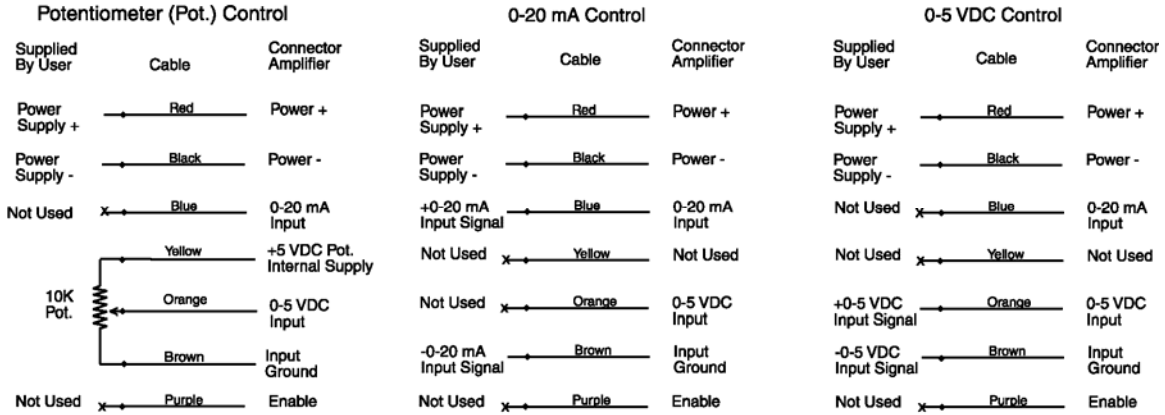 Potentiometer (Pot.) Control
Supplied
By User
Cable
Connector
Amplifier
Power
Supply +
Red
Power +
Power
Supply -
Black
Power -
Not Used
Blue
0-20 mA
Input
Yellow
+5 VDC Pot.
Internal Supply
10K
Pot.
Orange
0-5 VDC
Input
Brown
Input
Ground
Not Used
Purple
Enable
0-20 mA Control
Supplied
By User
Cable
Connector
Amplifier
Power
Supply +
Red
Power +
Power
Supply -
Black
Power -
+0-20 mA
Input Signal
Blue
0-20 mA
Input
Not Used
Yellow
Not Used
Not Used
Orange
0-5 VDC
Input
-0-20 mA
Input Signal
Brown
Input
Ground
Not Used
Purple
Enable
0-5 VDC Control
Supplied
By User
Cable
Connector
Amplifier
Power
Supply +
Red
Power +
Power
Supply -
Black
Power -
Not Used
Blue
0-20 mA
Input
Not Used
Yellow
Not Used
+0-5 VDC
Input Signal
Orange
0-5 VDC
Input
-0-5 VDC
Input Signal
Brown
Input
Ground
Not Used
Purple
Enable